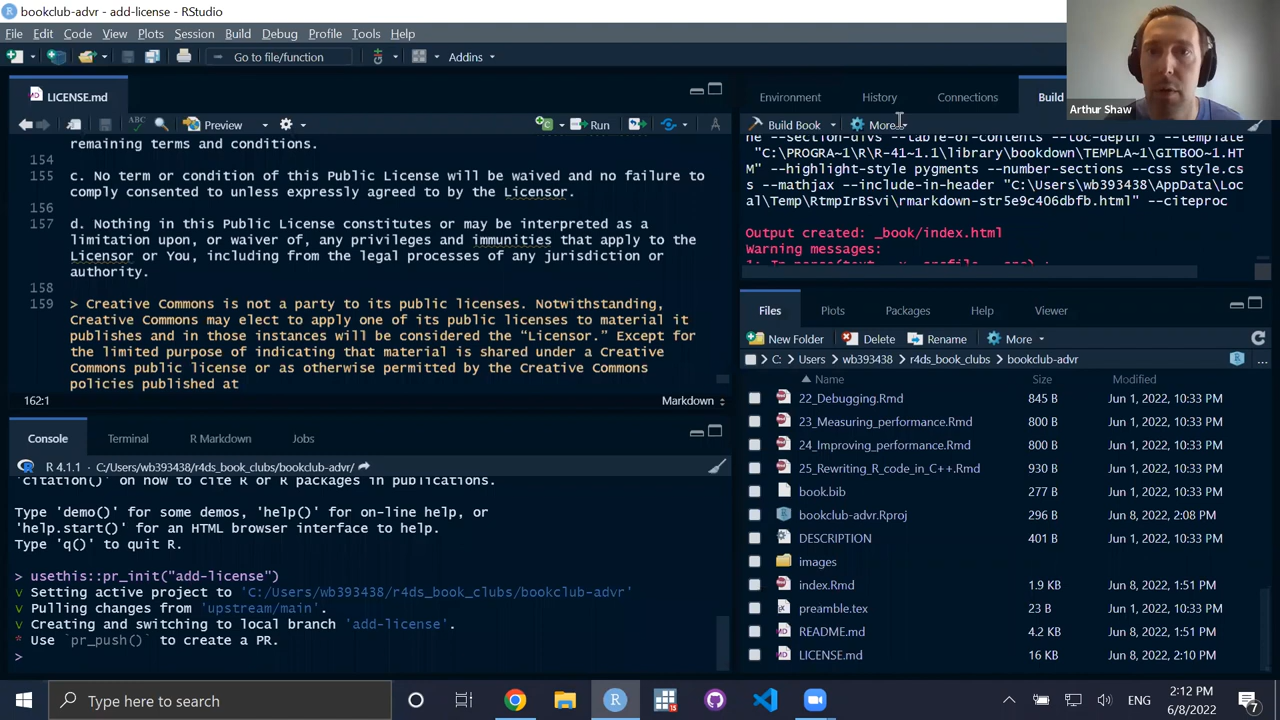 bookclub-advr - add-license - RStudio
File Edit Code View Plots Session Build Debug Profile Tools Help
Go to file/function
Addins
Arthur Shaw
LICENSE.md
Preview
Run
remaining terms and conditions.
154
155 c. No term or condition of this Public License will be waived and no failure to
comply consented to unless expressly agreed to by the Licensor.
156
157 d. Nothing in this Public License constitutes or may be interpreted as a
limitation upon, or waiver of, any privileges and immunities that apply to the
Licensor or You, including from the legal processes of any jurisdiction or
authority.
158
159 > Creative Commons is not a party to its public licenses. Notwithstanding,
Creative Commons may elect to apply one of its public licenses to material it
publishes and in those instances will be considered the “Licensor.” Except for
the limited purpose of indicating that material is shared under a Creative
Commons public license or as otherwise permitted by the Creative Commons
policies published at
162:1 Markdown
Console Terminal R Markdown Jobs
R 4.1.1 · C:/Users/wb393438/r4ds_book_clubs/bookclub-advr/
'citation()' on how to cite R or R packages in publications.
Type 'demo()' for some demos, 'help()' for on-line help, or
'help.start()' for an HTML browser interface to help.
Type 'q()' to quit R.
> usethis::pr_init("add-license")
√ Setting active project to 'C:/Users/wb393438/r4ds_book_clubs/bookclub-advr'
√ Pulling changes from 'upstream/main'.
√ Creating and switching to local branch 'add-license'.
* Use `pr_push()` to create a PR.
>
Environment History Connections Build
Build Book More
ne --section-divs --table-of-contents --toc-depth 3 --template
"C:\PROGRA~1\R\R-41~1.1\library\bookdown\TEMPLA~1\GITBOO~1.HT
M" --highlight-style pygments --number-sections --css style.cs
s --mathjax --include-in-header "C:\Users\wb393438\AppData\Loc
al\Temp\RtmpIrBSvi\rmarkdown-str5e9c406dbfb.html" --citeproc
Output created: _book/index.html
Warning messages:
Files Plots Packages Help Viewer
New Folder Delete Rename More
C: Users wb393438 r4ds_book_clubs bookclub-advr
Name Size Modified
22_Debugging.Rmd 845 B Jun 1, 2022, 10:33 PM
23_Measuring_performance.Rmd 800 B Jun 1, 2022, 10:33 PM
24_Improving_performance.Rmd 800 B Jun 1, 2022, 10:33 PM
25_Rewriting_R_code_in_C++.Rmd 930 B Jun 1, 2022, 10:33 PM
book.bib 277 B Jun 1, 2022, 10:33 PM
bookclub-advr.Rproj 296 B Jun 8, 2022, 2:08 PM
DESCRIPTION 401 B Jun 1, 2022, 10:33 PM
images
index.Rmd 1.9 KB Jun 8, 2022, 1:51 PM
preamble.tex 23 B Jun 1, 2022, 10:33 PM
README.md 4.2 KB Jun 8, 2022, 1:51 PM
LICENSE.md 16 KB Jun 8, 2022, 2:10 PM
Type here to search
ENG
2:12 PM
6/8/2022
7